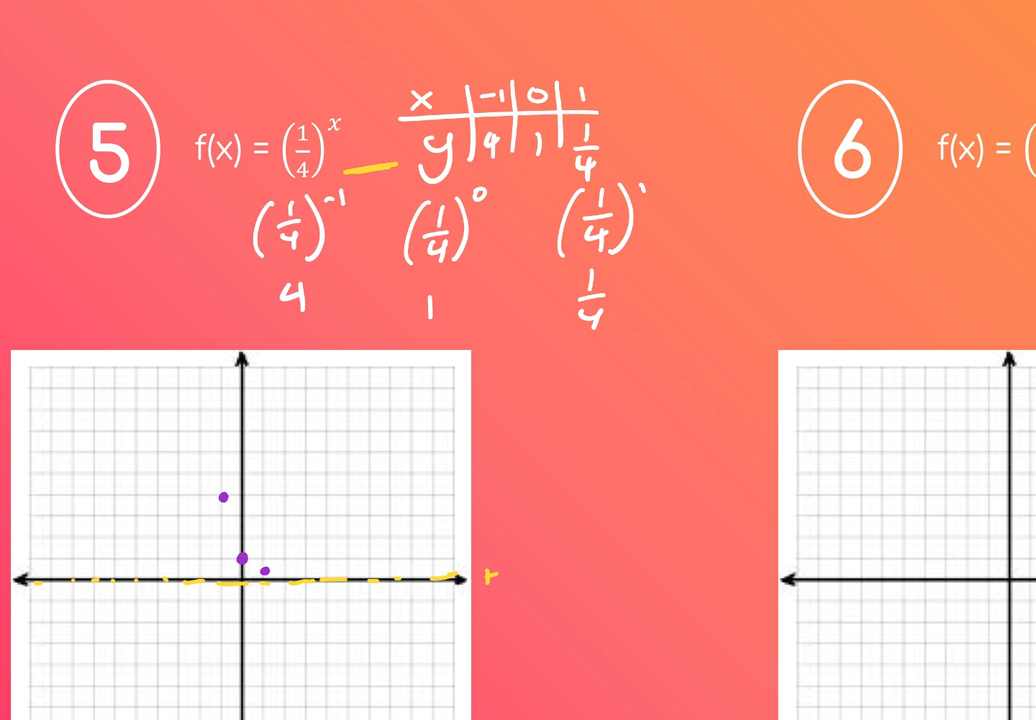 5 f(x) = (1/4)^x
x | -1 | 0 | 1
y | 4 | 1 | 1/4
(1/4)^-1 (1/4)^0 (1/4)^1
4 1 1/4
6 f(x) = (